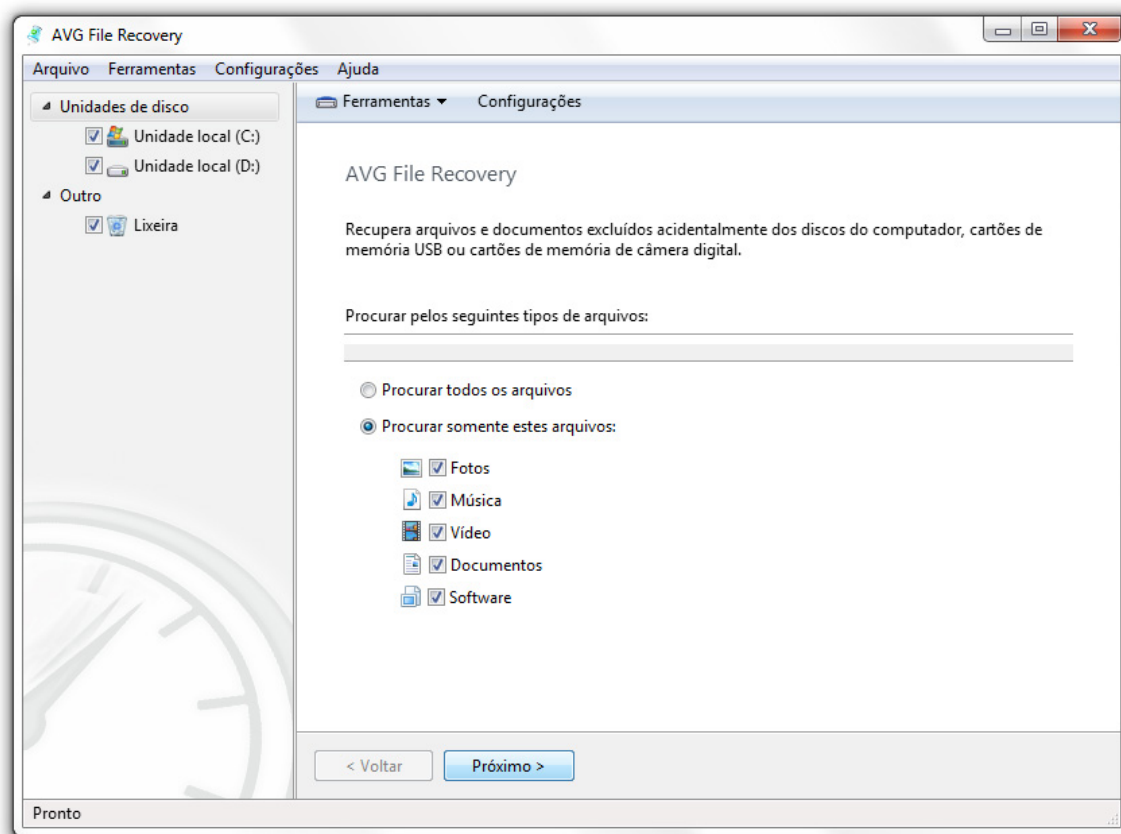 AVG File Recovery
Arquivo Ferramentas Configurações Ajuda
Unidades de disco
Unidade local (C:)
Unidade local (D:)
Outro
Lixeira
Ferramentas Configurações
AVG File Recovery
Recupera arquivos e documentos excluídos acidentalmente dos discos do computador, cartões de
memória USB ou cartões de memória de câmera digital.
Procurar pelos seguintes tipos de arquivos:
Procurar todos os arquivos
Procurar somente estes arquivos:
Fotos
Música
Vídeo
Documentos
Software
< Voltar Próximo >
Pronto